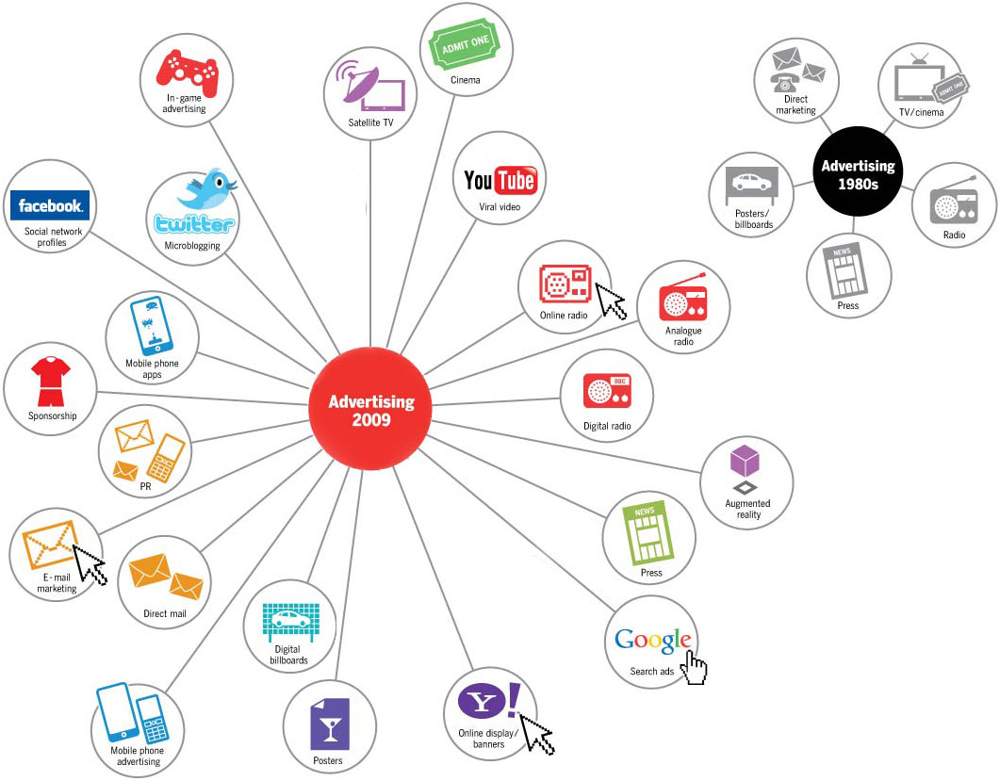 In-game
advertising
Satellite TV
ADMIT ONE
Cinema
Direct
marketing
ADMIT ONE
TV/cinema
Advertising
1980s
Posters/
billboards
Radio
NEWS
Press
facebook.
Social network
profiles
twitter
Microblogging
YouTube
Viral video
Online radio
Analogue
radio
Mobile phone
apps
Sponsorship
Advertising
2009
BBC
Digital radio
PR
Augmented
reality
E-mail
marketing
Direct mail
NEWS
Press
Digital
billboards
Google
Search ads
Mobile phone
advertising
Posters
Y!
Online display/
banners